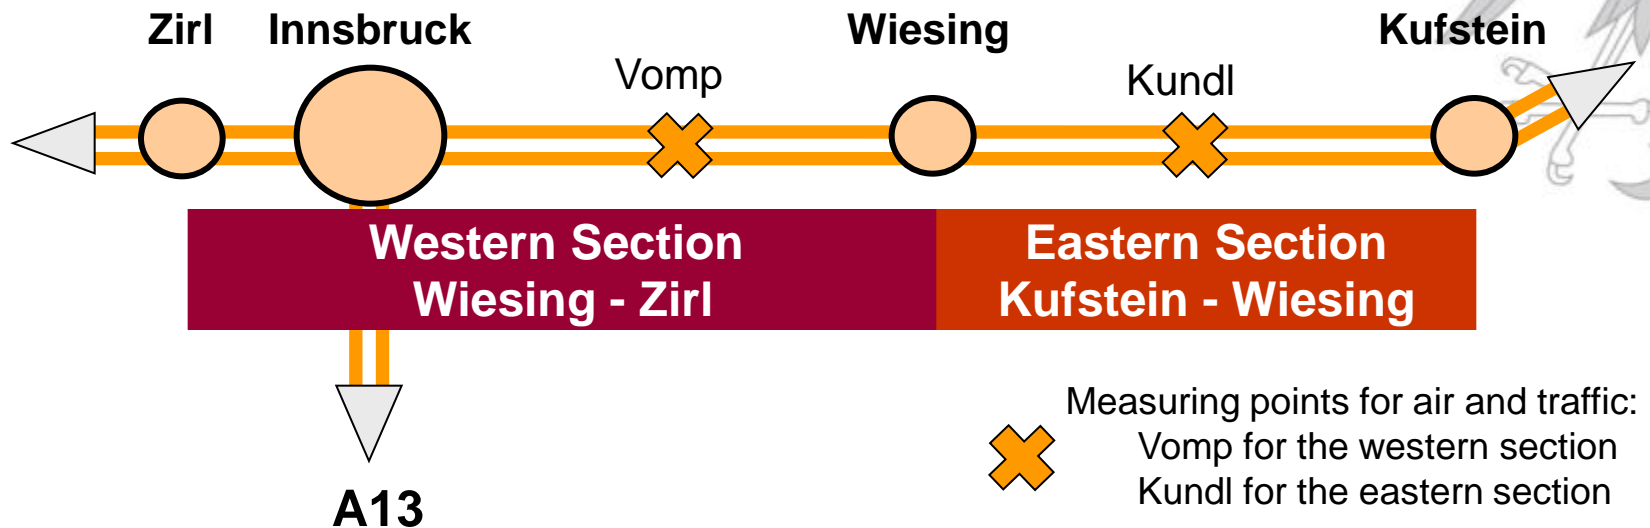 Zirl
Innsbruck
Vomp
Wiesing
Kundl
Kufstein
Western Section
Wiesing - Zirl
Eastern Section
Kufstein - Wiesing
Measuring points for air and traffic:
Vomp for the western section
Kundl for the eastern section
A13